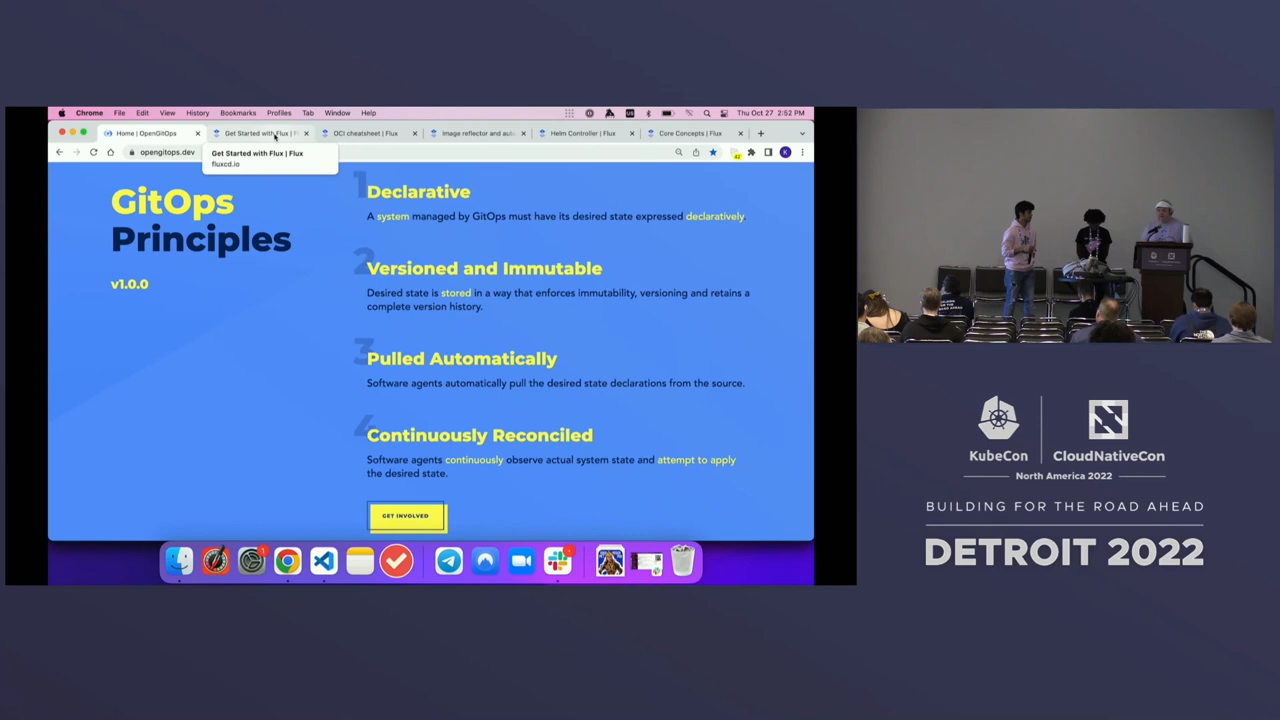 Chrome File Edit View History Bookmarks Profiles Tab Window Help
US
Thu Oct 27 2:52 PM
Home | OpenGitOps
Get Started with Flux | F
OCI cheatsheet | Flux
Image reflector and auto
Helm Controller | Flux
Core Concepts | Flux
opengitops.dev
K
Get Started with Flux | Flux
fluxcd.io
GitOps
Principles
v1.0.0
1
Declarative
A system managed by GitOps must have its desired state expressed declaratively.
2
Versioned and Immutable
Desired state is stored in a way that enforces immutability, versioning and retains a
complete version history.
3
Pulled Automatically
Software agents automatically pull the desired state declarations from the source.
4
Continuously Reconciled
Software agents continuously observe actual system state and attempt to apply
the desired state.
GET INVOLVED
1
KubeCon
CloudNativeCon
North America 2022
BUILDING FOR THE ROAD AHEAD
DETROIT 2022